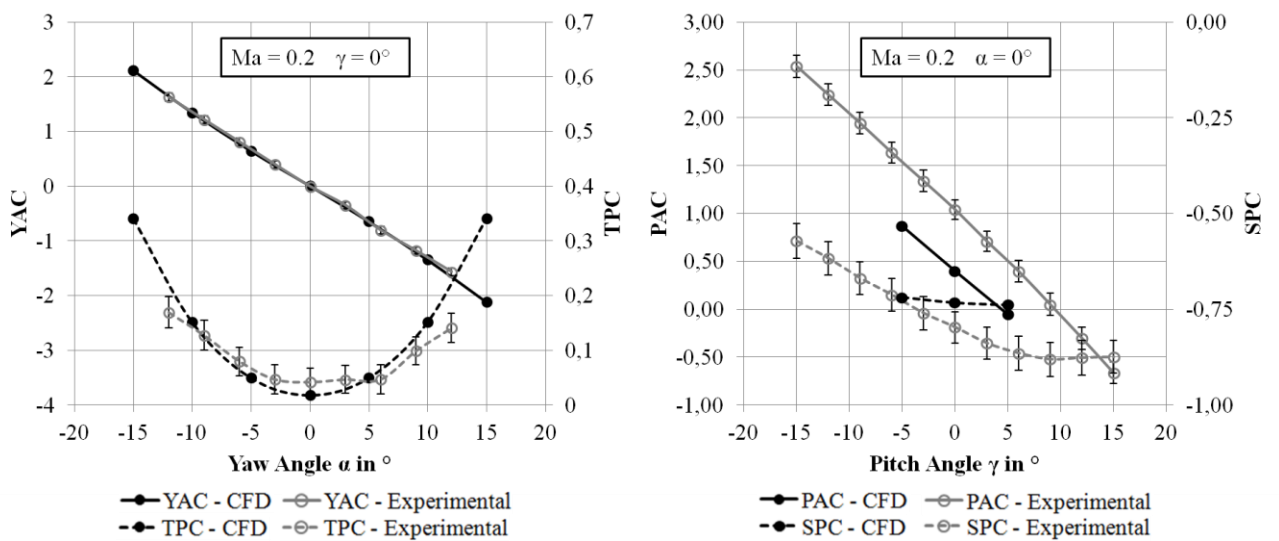 3
2
1
0
-1
-2
-3
-4
YAC
0,7
0,6
0,5
0,4
0,3
0,2
0,1
0
TPC
Ma = 0.2 γ = 0°
-20 -15 -10 -5 0 5 10 15 20
Yaw Angle α in °
YAC - CFD YAC - Experimental
TPC - CFD TPC - Experimental
3,00
2,50
2,00
1,50
1,00
0,50
0,00
-0,50
-1,00
PAC
0,00
-0,25
-0,50
-0,75
-1,00
SPC
Ma = 0.2 α = 0°
-20 -15 -10 -5 0 5 10 15 20
Pitch Angle γ in °
PAC - CFD PAC - Experimental
SPC - CFD SPC - Experimental